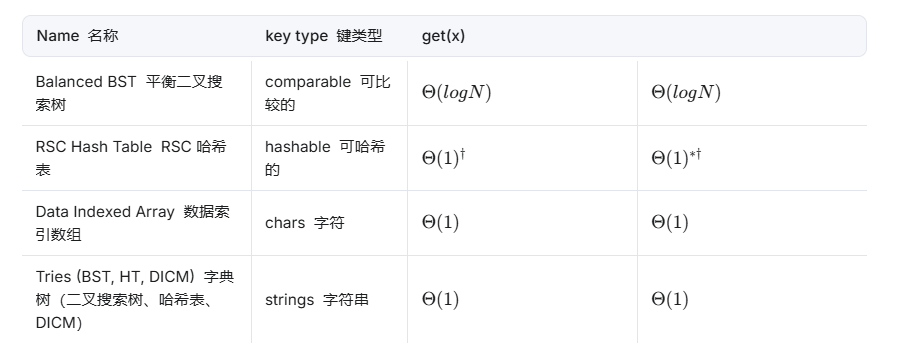 Name 名称 key type 键类型 get(x)
Balanced BST 平衡二叉搜
索树
comparable 可比
较的
Θ(logN) Θ(logN)
RSC Hash Table RSC 哈希
表
hashable 可哈希
的
Θ(1)† Θ(1)*†
Data Indexed Array 数据索
引数组
chars 字符
Θ(1) Θ(1)
Tries (BST, HT, DICM) 字典
树（二叉搜索树、哈希表、
DICM）
strings 字符串
Θ(1) Θ(1)